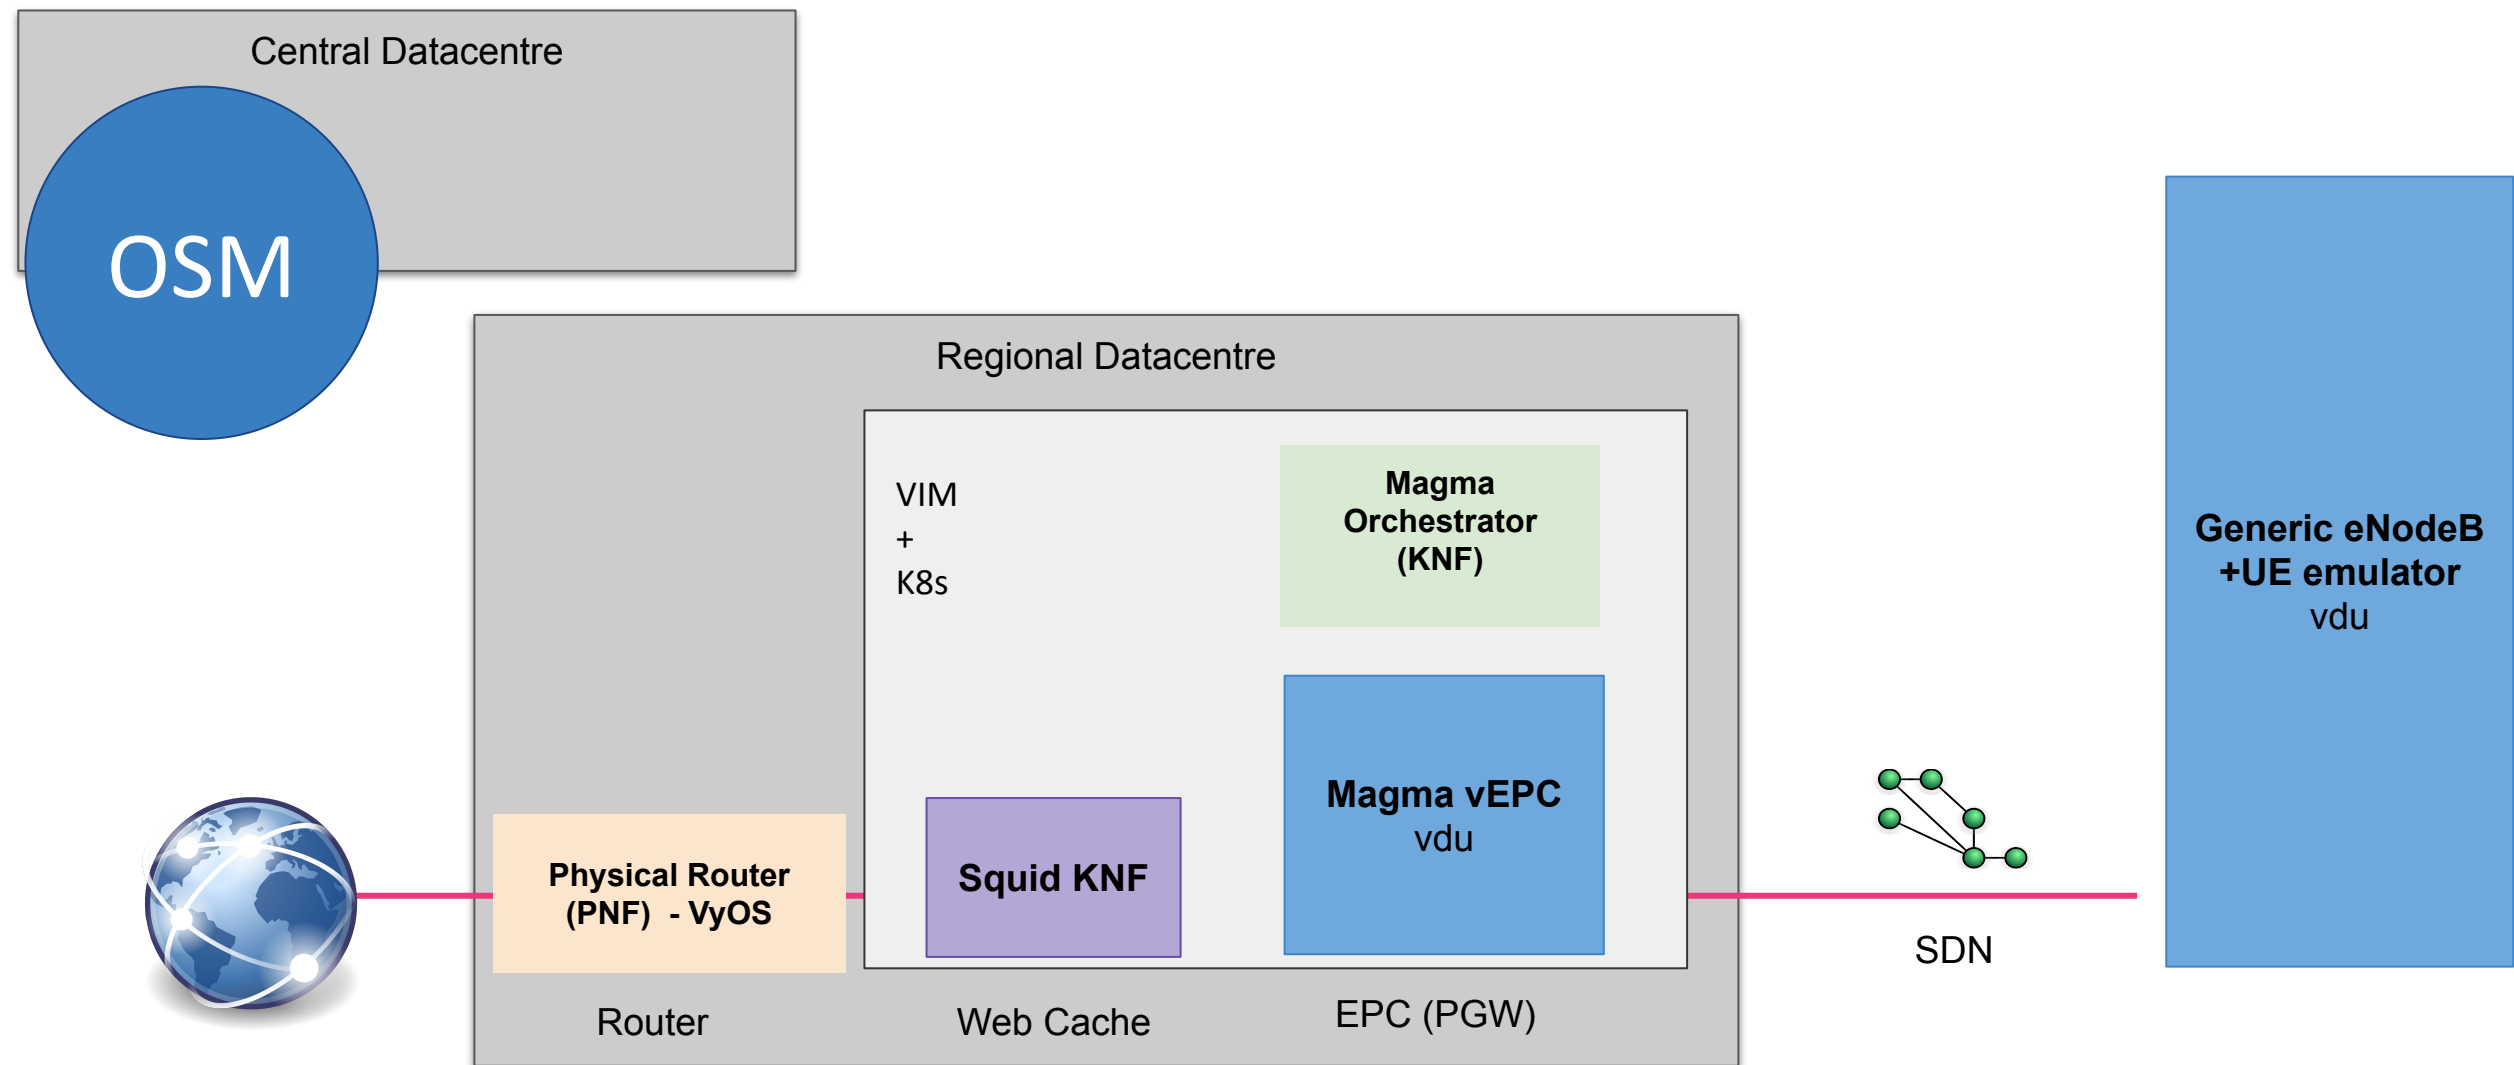 Central Datacentre
OSM
Regional Datacentre
VIM
+
K8s
Magma
Orchestrator
(KNF)
Generic eNodeB
+UE emulator
vdu
Magma vEPC
vdu
Squid KNF
Physical Router
(PNF)  - VyOS
SDN
Router
Web Cache
EPC (PGW)